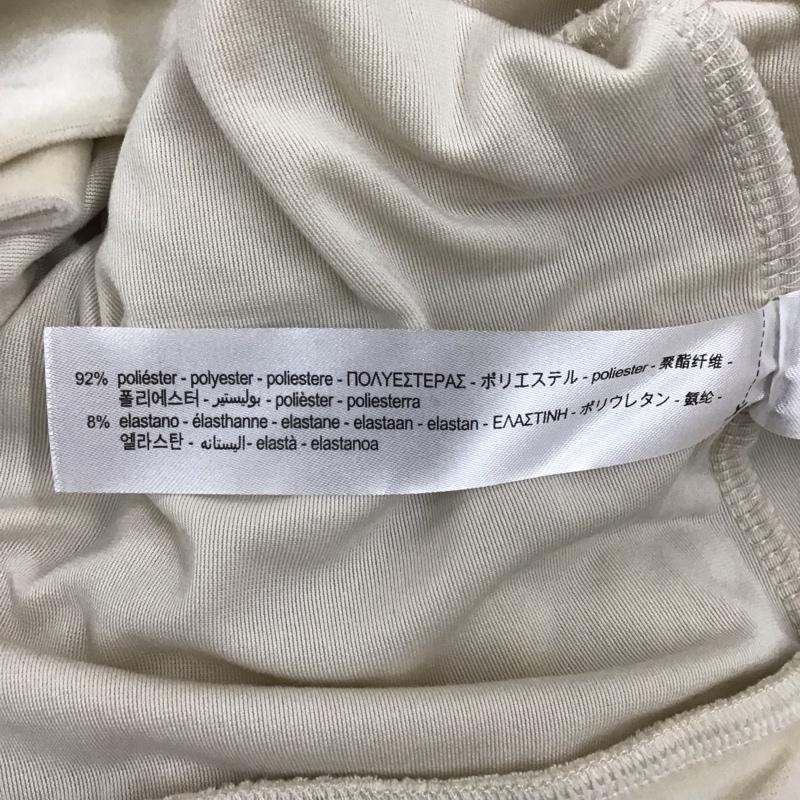 92% poliéster - polyester - poliestere - ΠΟΛΥΕΣΤΕΡΑΣ - ポリエステル - poliester - 聚酯纤维 -
폴리에스터 - بوليستير - polièster - poliesterra
8% elastano - élasthanne - elastane - elastaan - elastan - ΕΛΑΣΤΙΝΗ - ポリウレタン - 氨纶 -
엘라스탄 - اليستانه- elastà - elastanoa